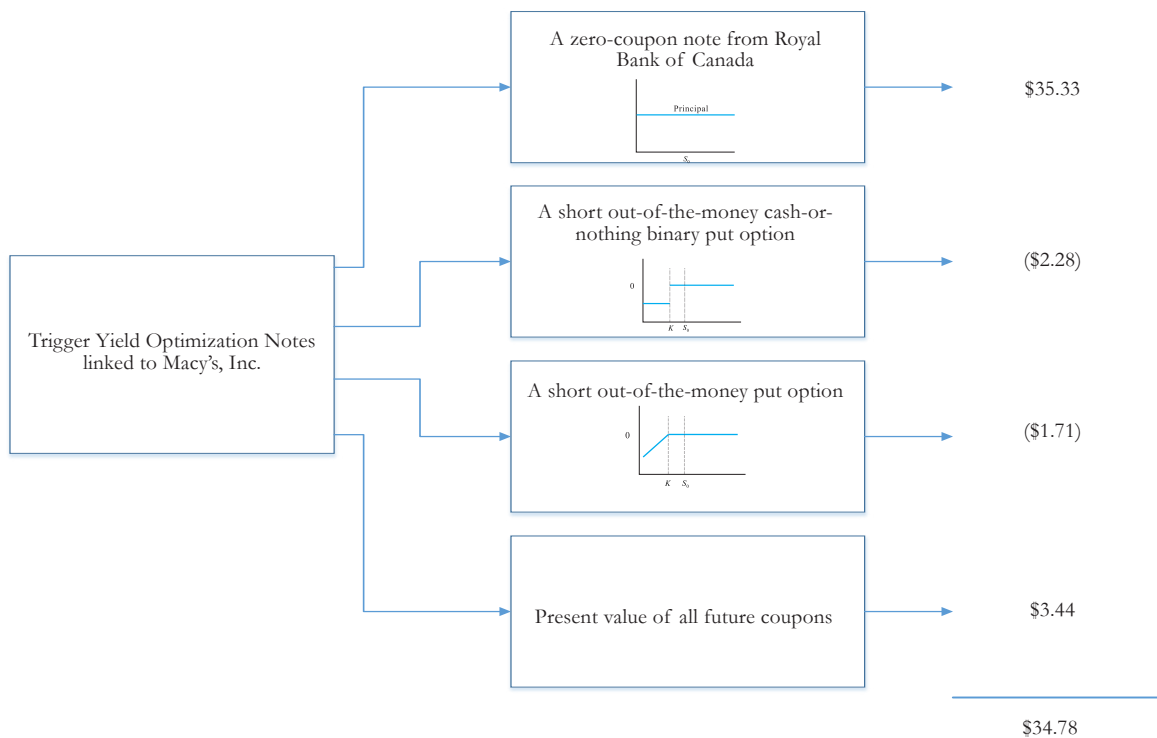 A zero-coupon note from Royal
Bank of Canada
Principal
S₀
$35.33
A short out-of-the-money cash-or-
nothing binary put option
0
K S₀
($2.28)
Trigger Yield Optimization Notes
linked to Macy’s, Inc.
A short out-of-the-money put option
0
K S₀
($1.71)
Present value of all future coupons
$3.44
$34.78